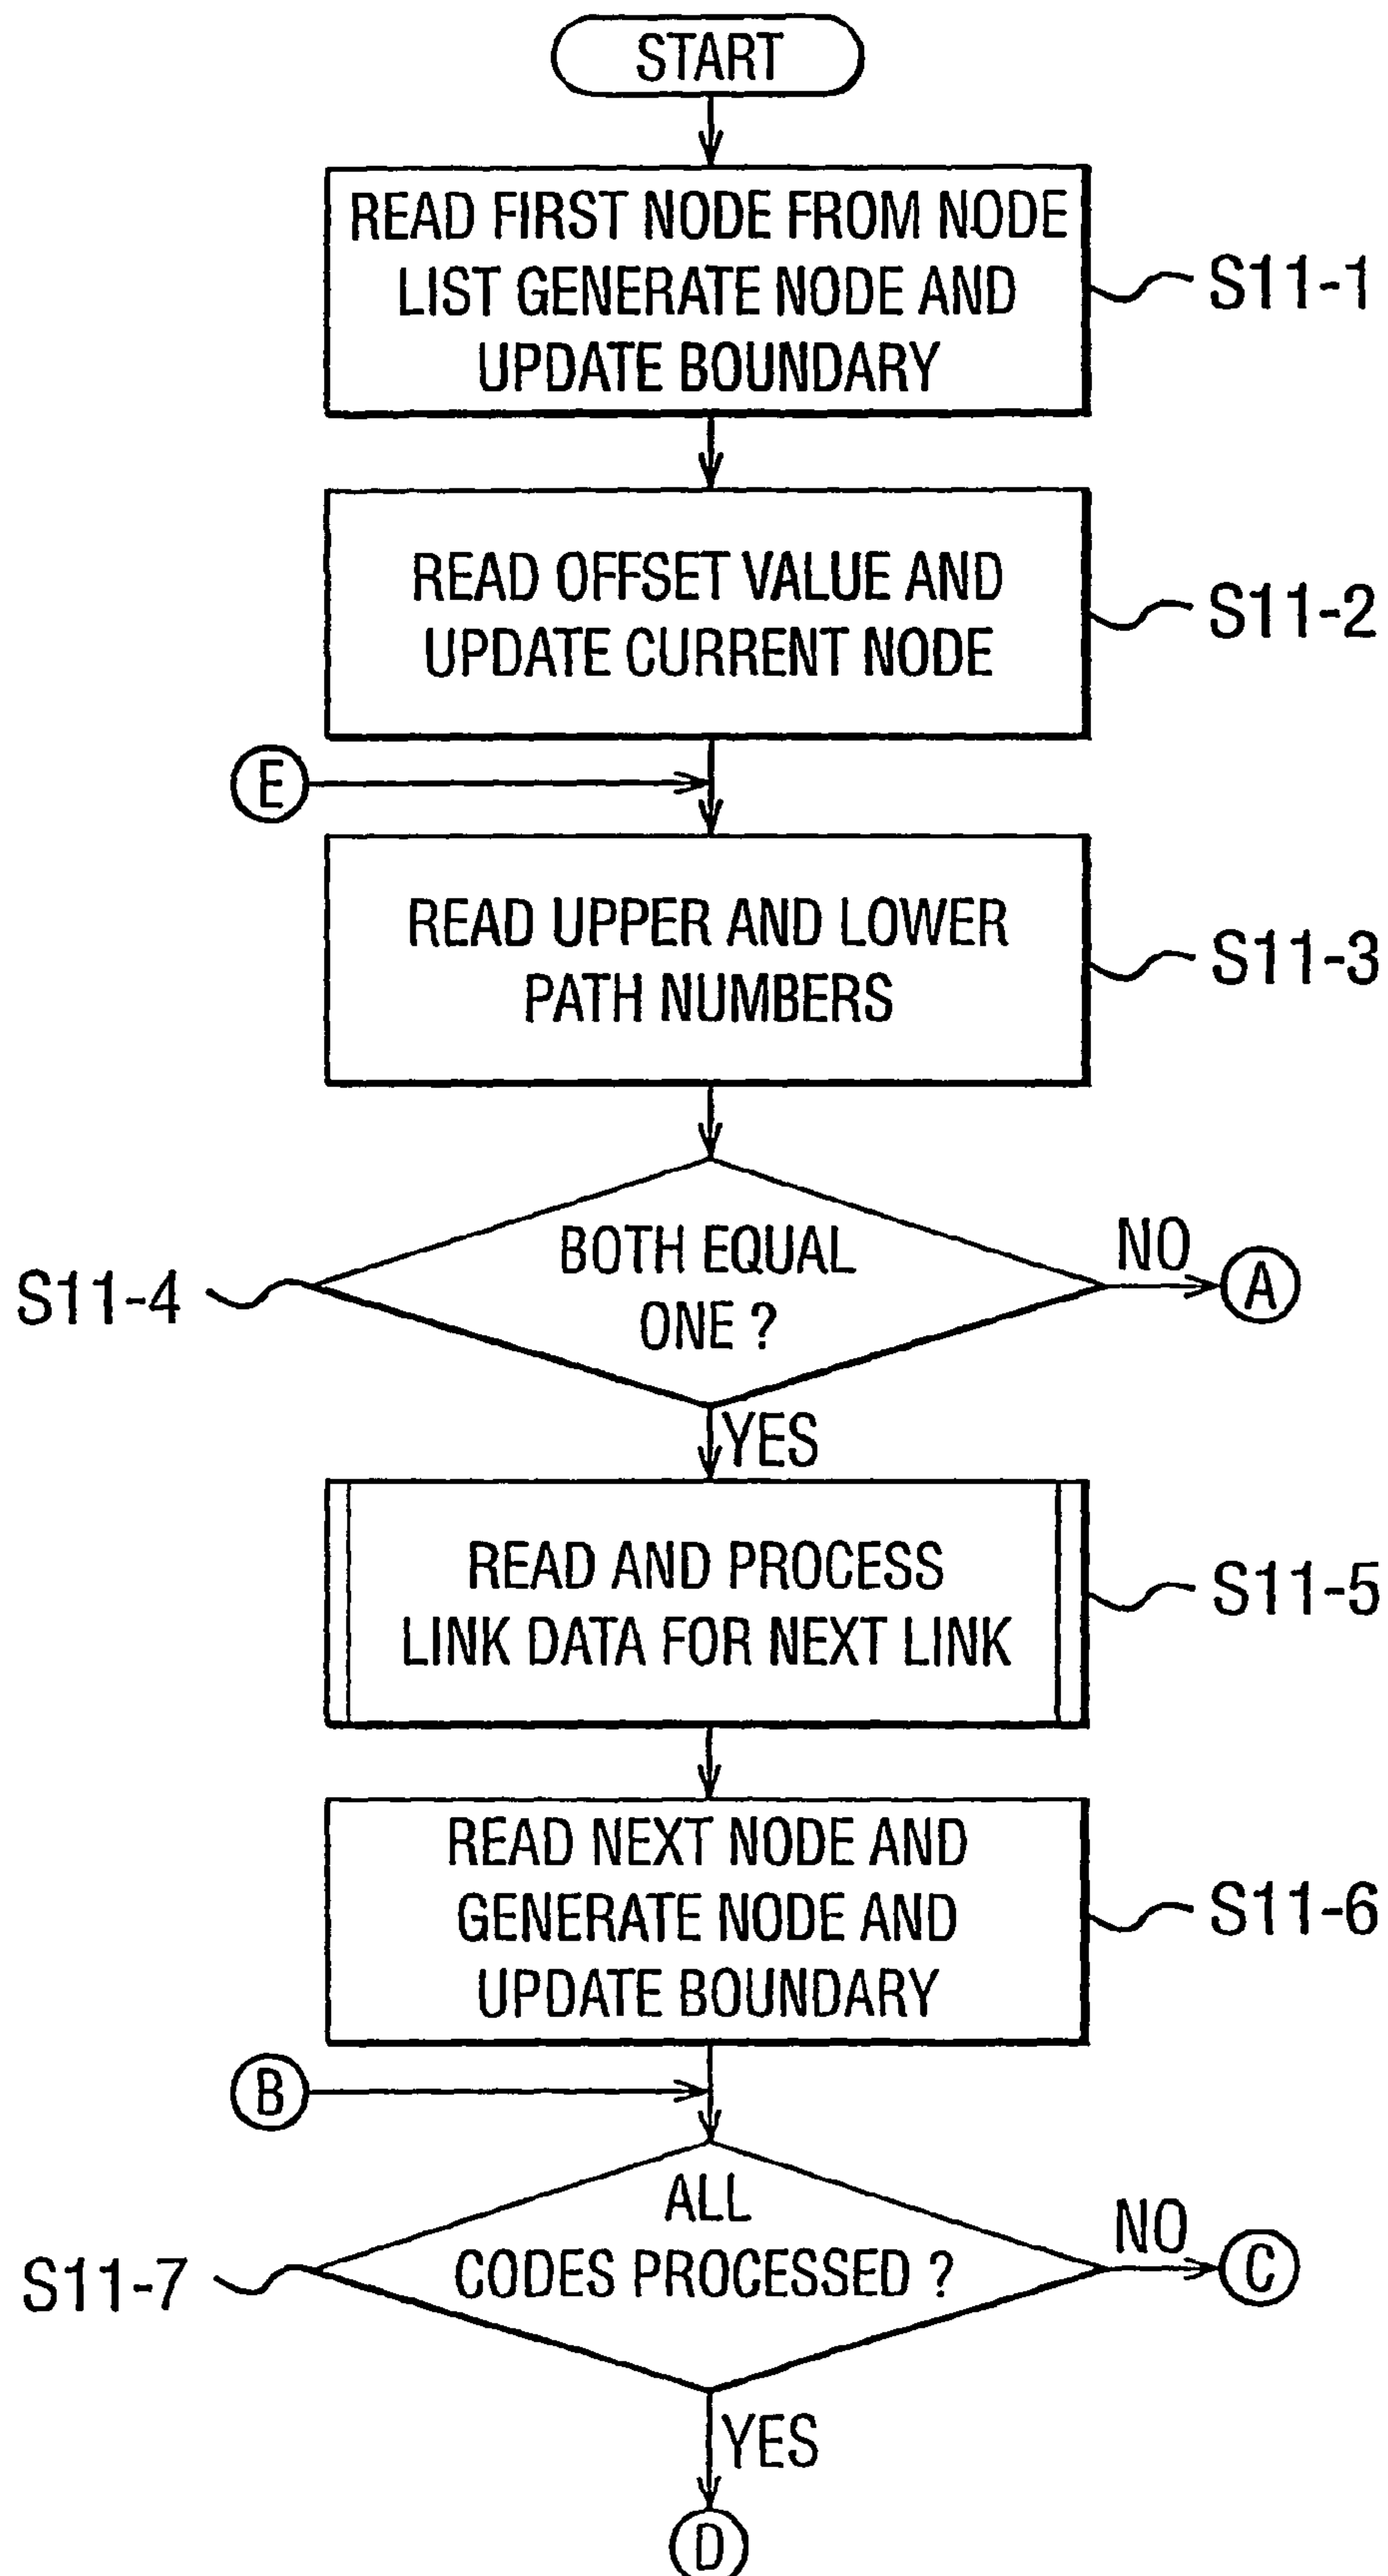 START
READ FIRST NODE FROM NODE
LIST GENERATE NODE AND
UPDATE BOUNDARY
S11-1
READ OFFSET VALUE AND
UPDATE CURRENT NODE
S11-2
E
READ UPPER AND LOWER
PATH NUMBERS
S11-3
BOTH EQUAL
ONE ?
S11-4
NO
A
YES
READ AND PROCESS
LINK DATA FOR NEXT LINK
S11-5
READ NEXT NODE AND
GENERATE NODE AND
UPDATE BOUNDARY
S11-6
B
ALL
CODES PROCESSED ?
S11-7
NO
C
YES
D